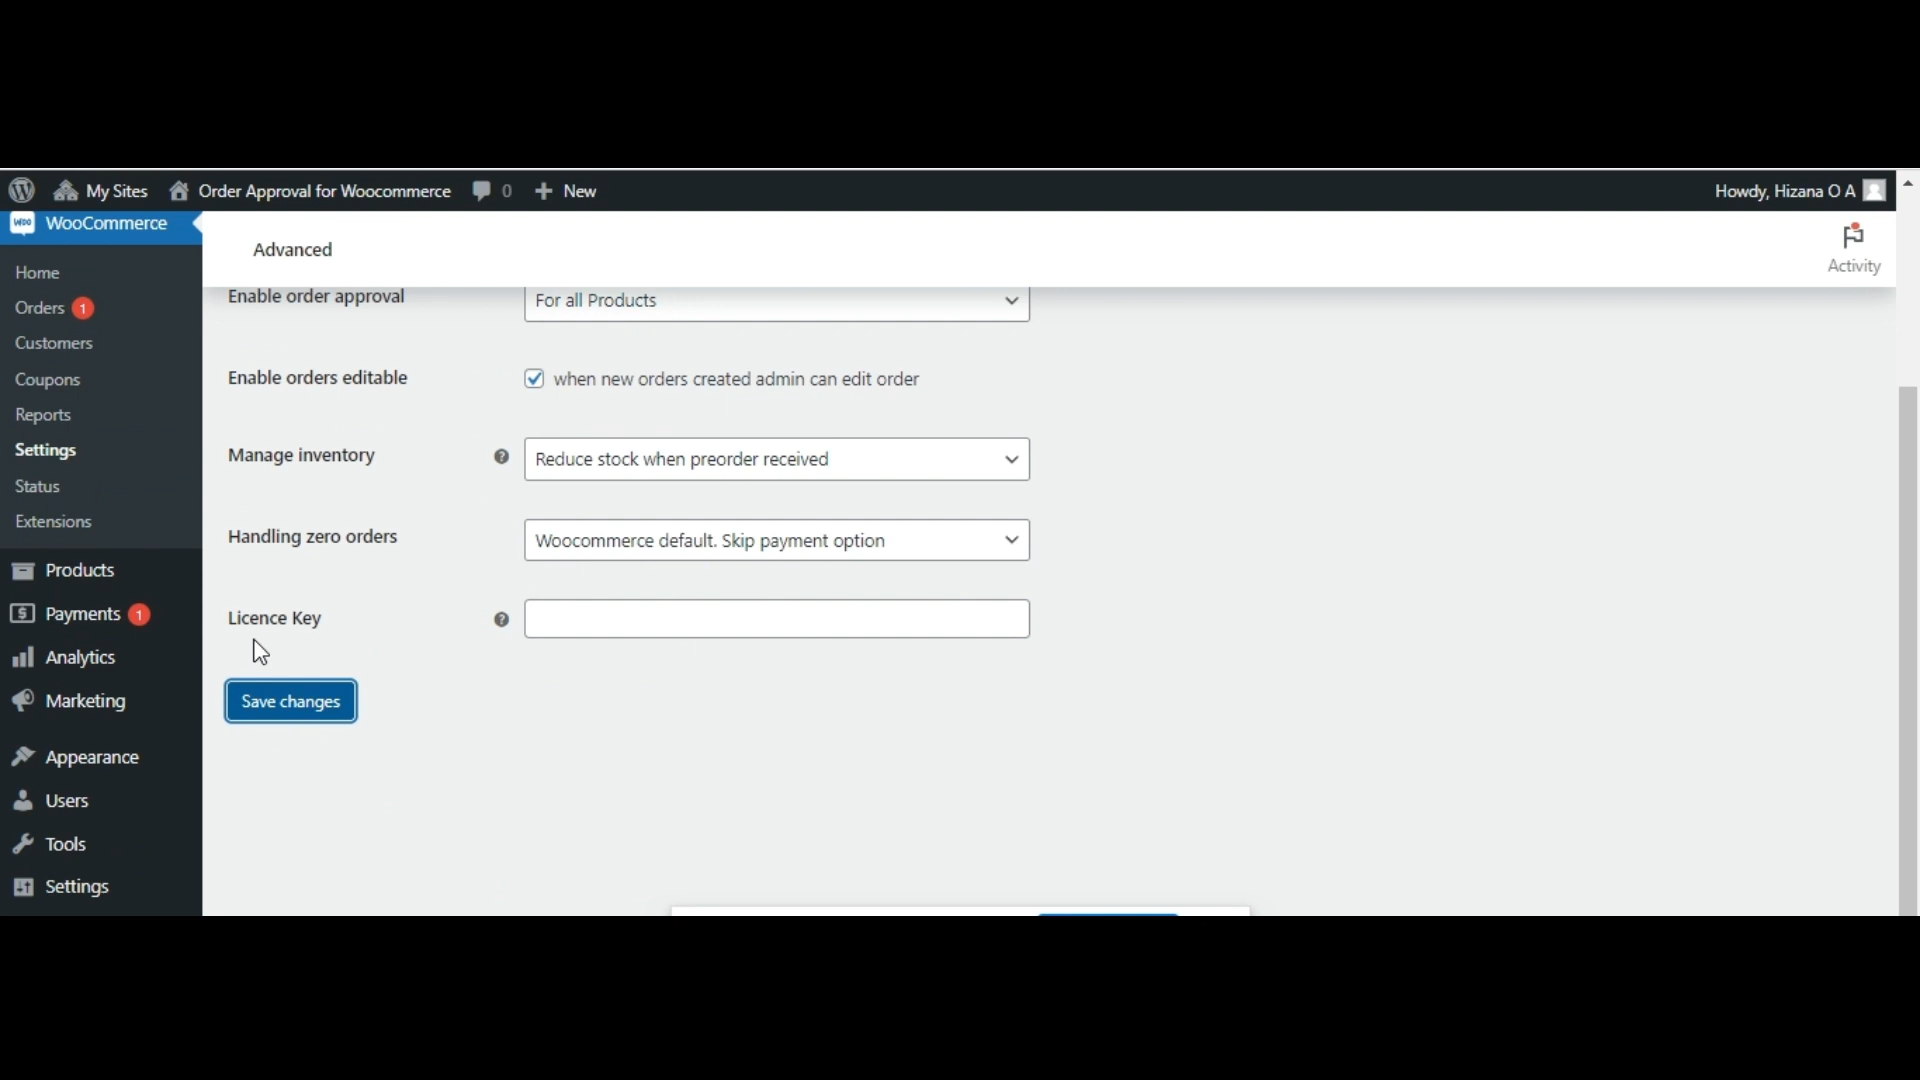 My Sites Order Approval for Woocommerce 0 New Howdy, Hizana O A
Woo WooCommerce
Home
Orders 1
Customers
Coupons
Reports
Settings
Status
Extensions
Products
Payments 1
Analytics
Marketing
Appearance
Users
Tools
Settings
Advanced
Activity
Enable order approval For all Products
Enable orders editable when new orders created admin can edit order
Manage inventory ? Reduce stock when preorder received
Handling zero orders Woocommerce default. Skip payment option
Licence Key ?
Save changes